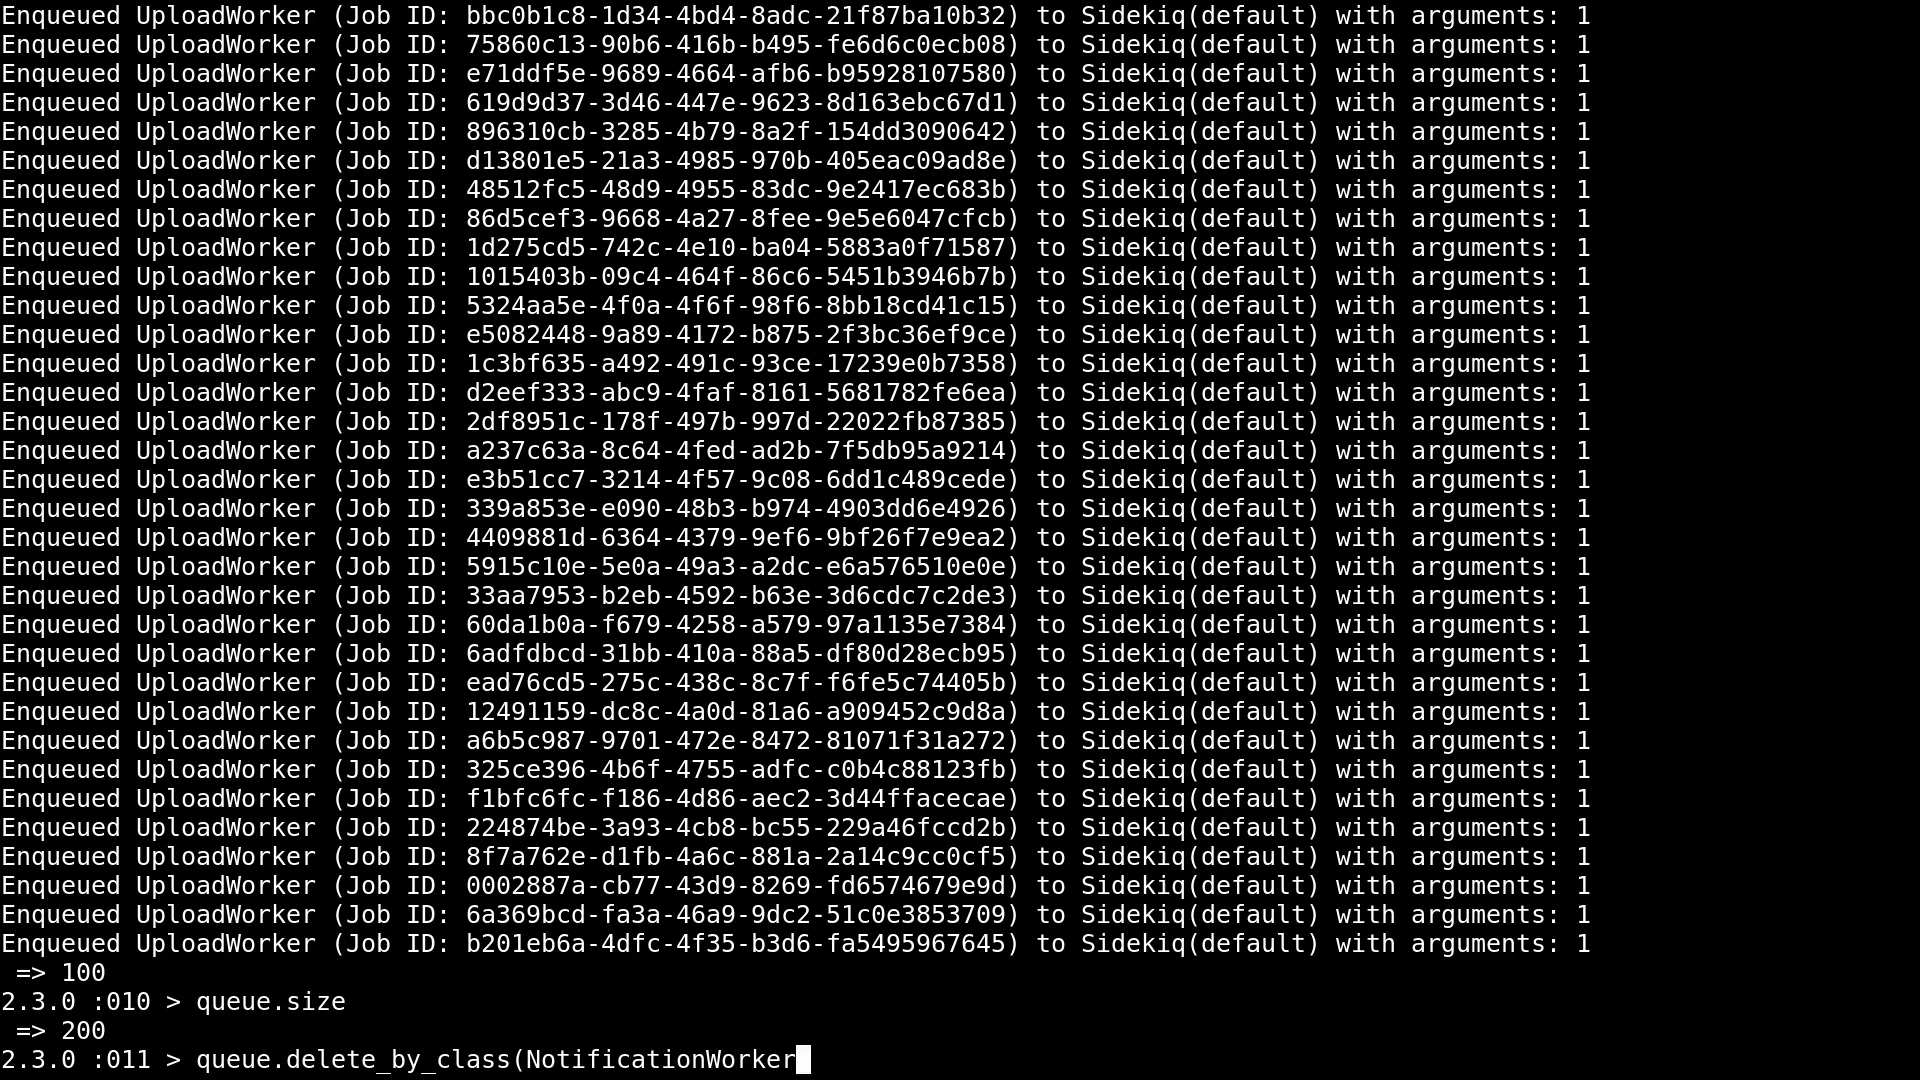 Enqueued UploadWorker (Job ID: bbc0b1c8-1d34-4bd4-8adc-21f87ba10b32) to Sidekiq(default) with arguments: 1
Enqueued UploadWorker (Job ID: 75860c13-90b6-416b-b495-fe6d6c0ecb08) to Sidekiq(default) with arguments: 1
Enqueued UploadWorker (Job ID: e71ddf5e-9689-4664-afb6-b95928107580) to Sidekiq(default) with arguments: 1
Enqueued UploadWorker (Job ID: 619d9d37-3d46-447e-9623-8d163ebc67d1) to Sidekiq(default) with arguments: 1
Enqueued UploadWorker (Job ID: 896310cb-3285-4b79-8a2f-154dd3090642) to Sidekiq(default) with arguments: 1
Enqueued UploadWorker (Job ID: d13801e5-21a3-4985-970b-405eac09ad8e) to Sidekiq(default) with arguments: 1
Enqueued UploadWorker (Job ID: 48512fc5-48d9-4955-83dc-9e2417ec683b) to Sidekiq(default) with arguments: 1
Enqueued UploadWorker (Job ID: 86d5cef3-9668-4a27-8fee-9e5e6047cfcb) to Sidekiq(default) with arguments: 1
Enqueued UploadWorker (Job ID: 1d275cd5-742c-4e10-ba04-5883a0f71587) to Sidekiq(default) with arguments: 1
Enqueued UploadWorker (Job ID: 1015403b-09c4-464f-86c6-5451b3946b7b) to Sidekiq(default) with arguments: 1
Enqueued UploadWorker (Job ID: 5324aa5e-4f0a-4f6f-98f6-8bb18cd41c15) to Sidekiq(default) with arguments: 1
Enqueued UploadWorker (Job ID: e5082448-9a89-4172-b875-2f3bc36ef9ce) to Sidekiq(default) with arguments: 1
Enqueued UploadWorker (Job ID: 1c3bf635-a492-491c-93ce-17239e0b7358) to Sidekiq(default) with arguments: 1
Enqueued UploadWorker (Job ID: d2eef333-abc9-4faf-8161-5681782fe6ea) to Sidekiq(default) with arguments: 1
Enqueued UploadWorker (Job ID: 2df8951c-178f-497b-997d-22022fb87385) to Sidekiq(default) with arguments: 1
Enqueued UploadWorker (Job ID: a237c63a-8c64-4fed-ad2b-7f5db95a9214) to Sidekiq(default) with arguments: 1
Enqueued UploadWorker (Job ID: e3b51cc7-3214-4f57-9c08-6dd1c489cede) to Sidekiq(default) with arguments: 1
Enqueued UploadWorker (Job ID: 339a853e-e090-48b3-b974-4903dd6e4926) to Sidekiq(default) with arguments: 1
Enqueued UploadWorker (Job ID: 4409881d-6364-4379-9ef6-9bf26f7e9ea2) to Sidekiq(default) with arguments: 1
Enqueued UploadWorker (Job ID: 5915c10e-5e0a-49a3-a2dc-e6a576510e0e) to Sidekiq(default) with arguments: 1
Enqueued UploadWorker (Job ID: 33aa7953-b2eb-4592-b63e-3d6cdc7c2de3) to Sidekiq(default) with arguments: 1
Enqueued UploadWorker (Job ID: 60da1b0a-f679-4258-a579-97a1135e7384) to Sidekiq(default) with arguments: 1
Enqueued UploadWorker (Job ID: 6adfdbcd-31bb-410a-88a5-df80d28ecb95) to Sidekiq(default) with arguments: 1
Enqueued UploadWorker (Job ID: ead76cd5-275c-438c-8c7f-f6fe5c74405b) to Sidekiq(default) with arguments: 1
Enqueued UploadWorker (Job ID: 12491159-dc8c-4a0d-81a6-a909452c9d8a) to Sidekiq(default) with arguments: 1
Enqueued UploadWorker (Job ID: a6b5c987-9701-472e-8472-81071f31a272) to Sidekiq(default) with arguments: 1
Enqueued UploadWorker (Job ID: 325ce396-4b6f-4755-adfc-c0b4c88123fb) to Sidekiq(default) with arguments: 1
Enqueued UploadWorker (Job ID: f1bfc6fc-f186-4d86-aec2-3d44ffacecae) to Sidekiq(default) with arguments: 1
Enqueued UploadWorker (Job ID: 224874be-3a93-4cb8-bc55-229a46fccd2b) to Sidekiq(default) with arguments: 1
Enqueued UploadWorker (Job ID: 8f7a762e-d1fb-4a6c-881a-2a14c9cc0cf5) to Sidekiq(default) with arguments: 1
Enqueued UploadWorker (Job ID: 0002887a-cb77-43d9-8269-fd6574679e9d) to Sidekiq(default) with arguments: 1
Enqueued UploadWorker (Job ID: 6a369bcd-fa3a-46a9-9dc2-51c0e3853709) to Sidekiq(default) with arguments: 1
Enqueued UploadWorker (Job ID: b201eb6a-4dfc-4f35-b3d6-fa5495967645) to Sidekiq(default) with arguments: 1
 => 100
2.3.0 :010 > queue.size
 => 200
2.3.0 :011 > queue.delete_by_class(NotificationWorker